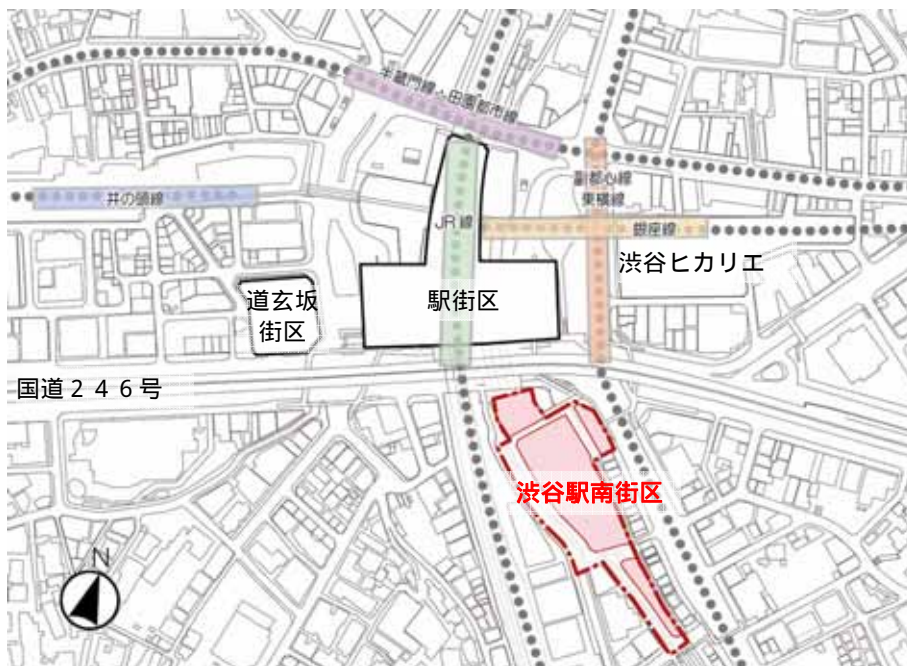 半蔵門線・田園都市線
副都心線
東横線
井の頭線
JR線
銀座線
渋谷ヒカリエ
道玄坂
街区
駅街区
国道２４６号
渋谷駅南街区
N